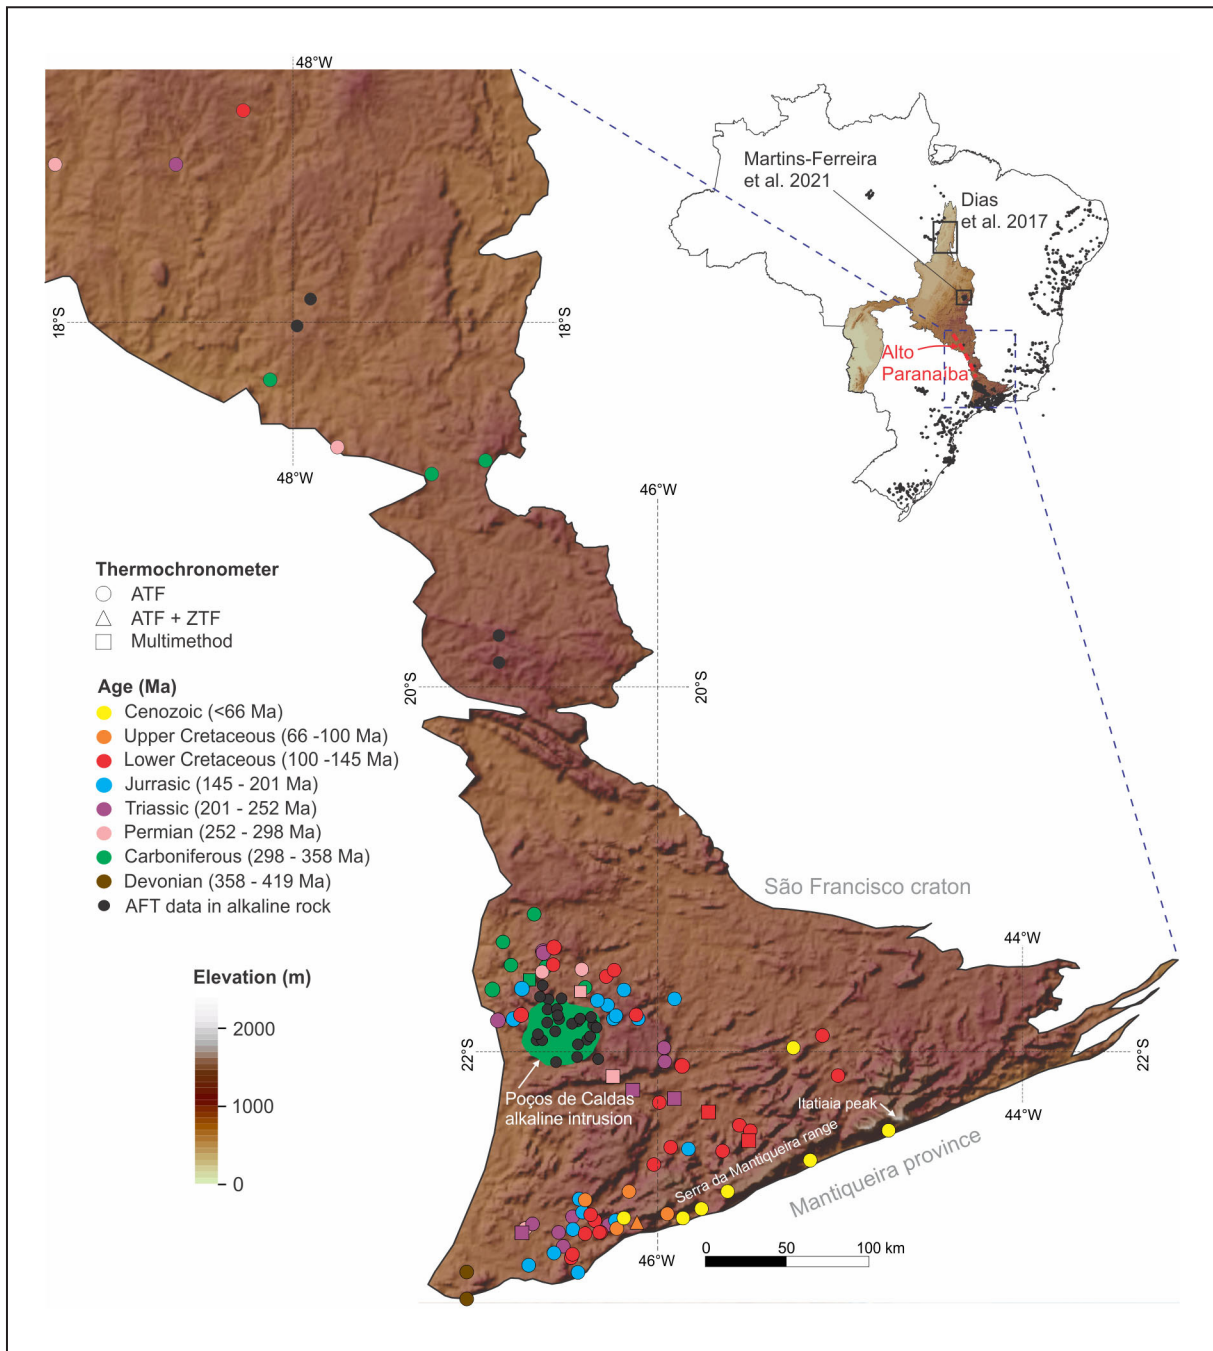 48°W
Martins-Ferreira
et al. 2021
Dias
et al. 2017
18°S
18°S
Alto
Paranaíba
48°W
46°W
Thermochronometer
ATF
ATF + ZTF
Multimethod
20°S
20°S
Age (Ma)
Cenozoic (<66 Ma)
Upper Cretaceous (66 -100 Ma)
Lower Cretaceous (100 -145 Ma)
Jurrasic (145 - 201 Ma)
Triassic (201 - 252 Ma)
Permian (252 - 298 Ma)
Carboniferous (298 - 358 Ma)
Devonian (358 - 419 Ma)
AFT data in alkaline rock
São Francisco craton
44°W
Elevation (m)
2000
1000
0
22°S
22°S
Poços de Caldas
alkaline intrusion
Itatiaia peak
44°W
Serra da Mantiqueira range
Mantiqueira province
46°W
0 50 100 km